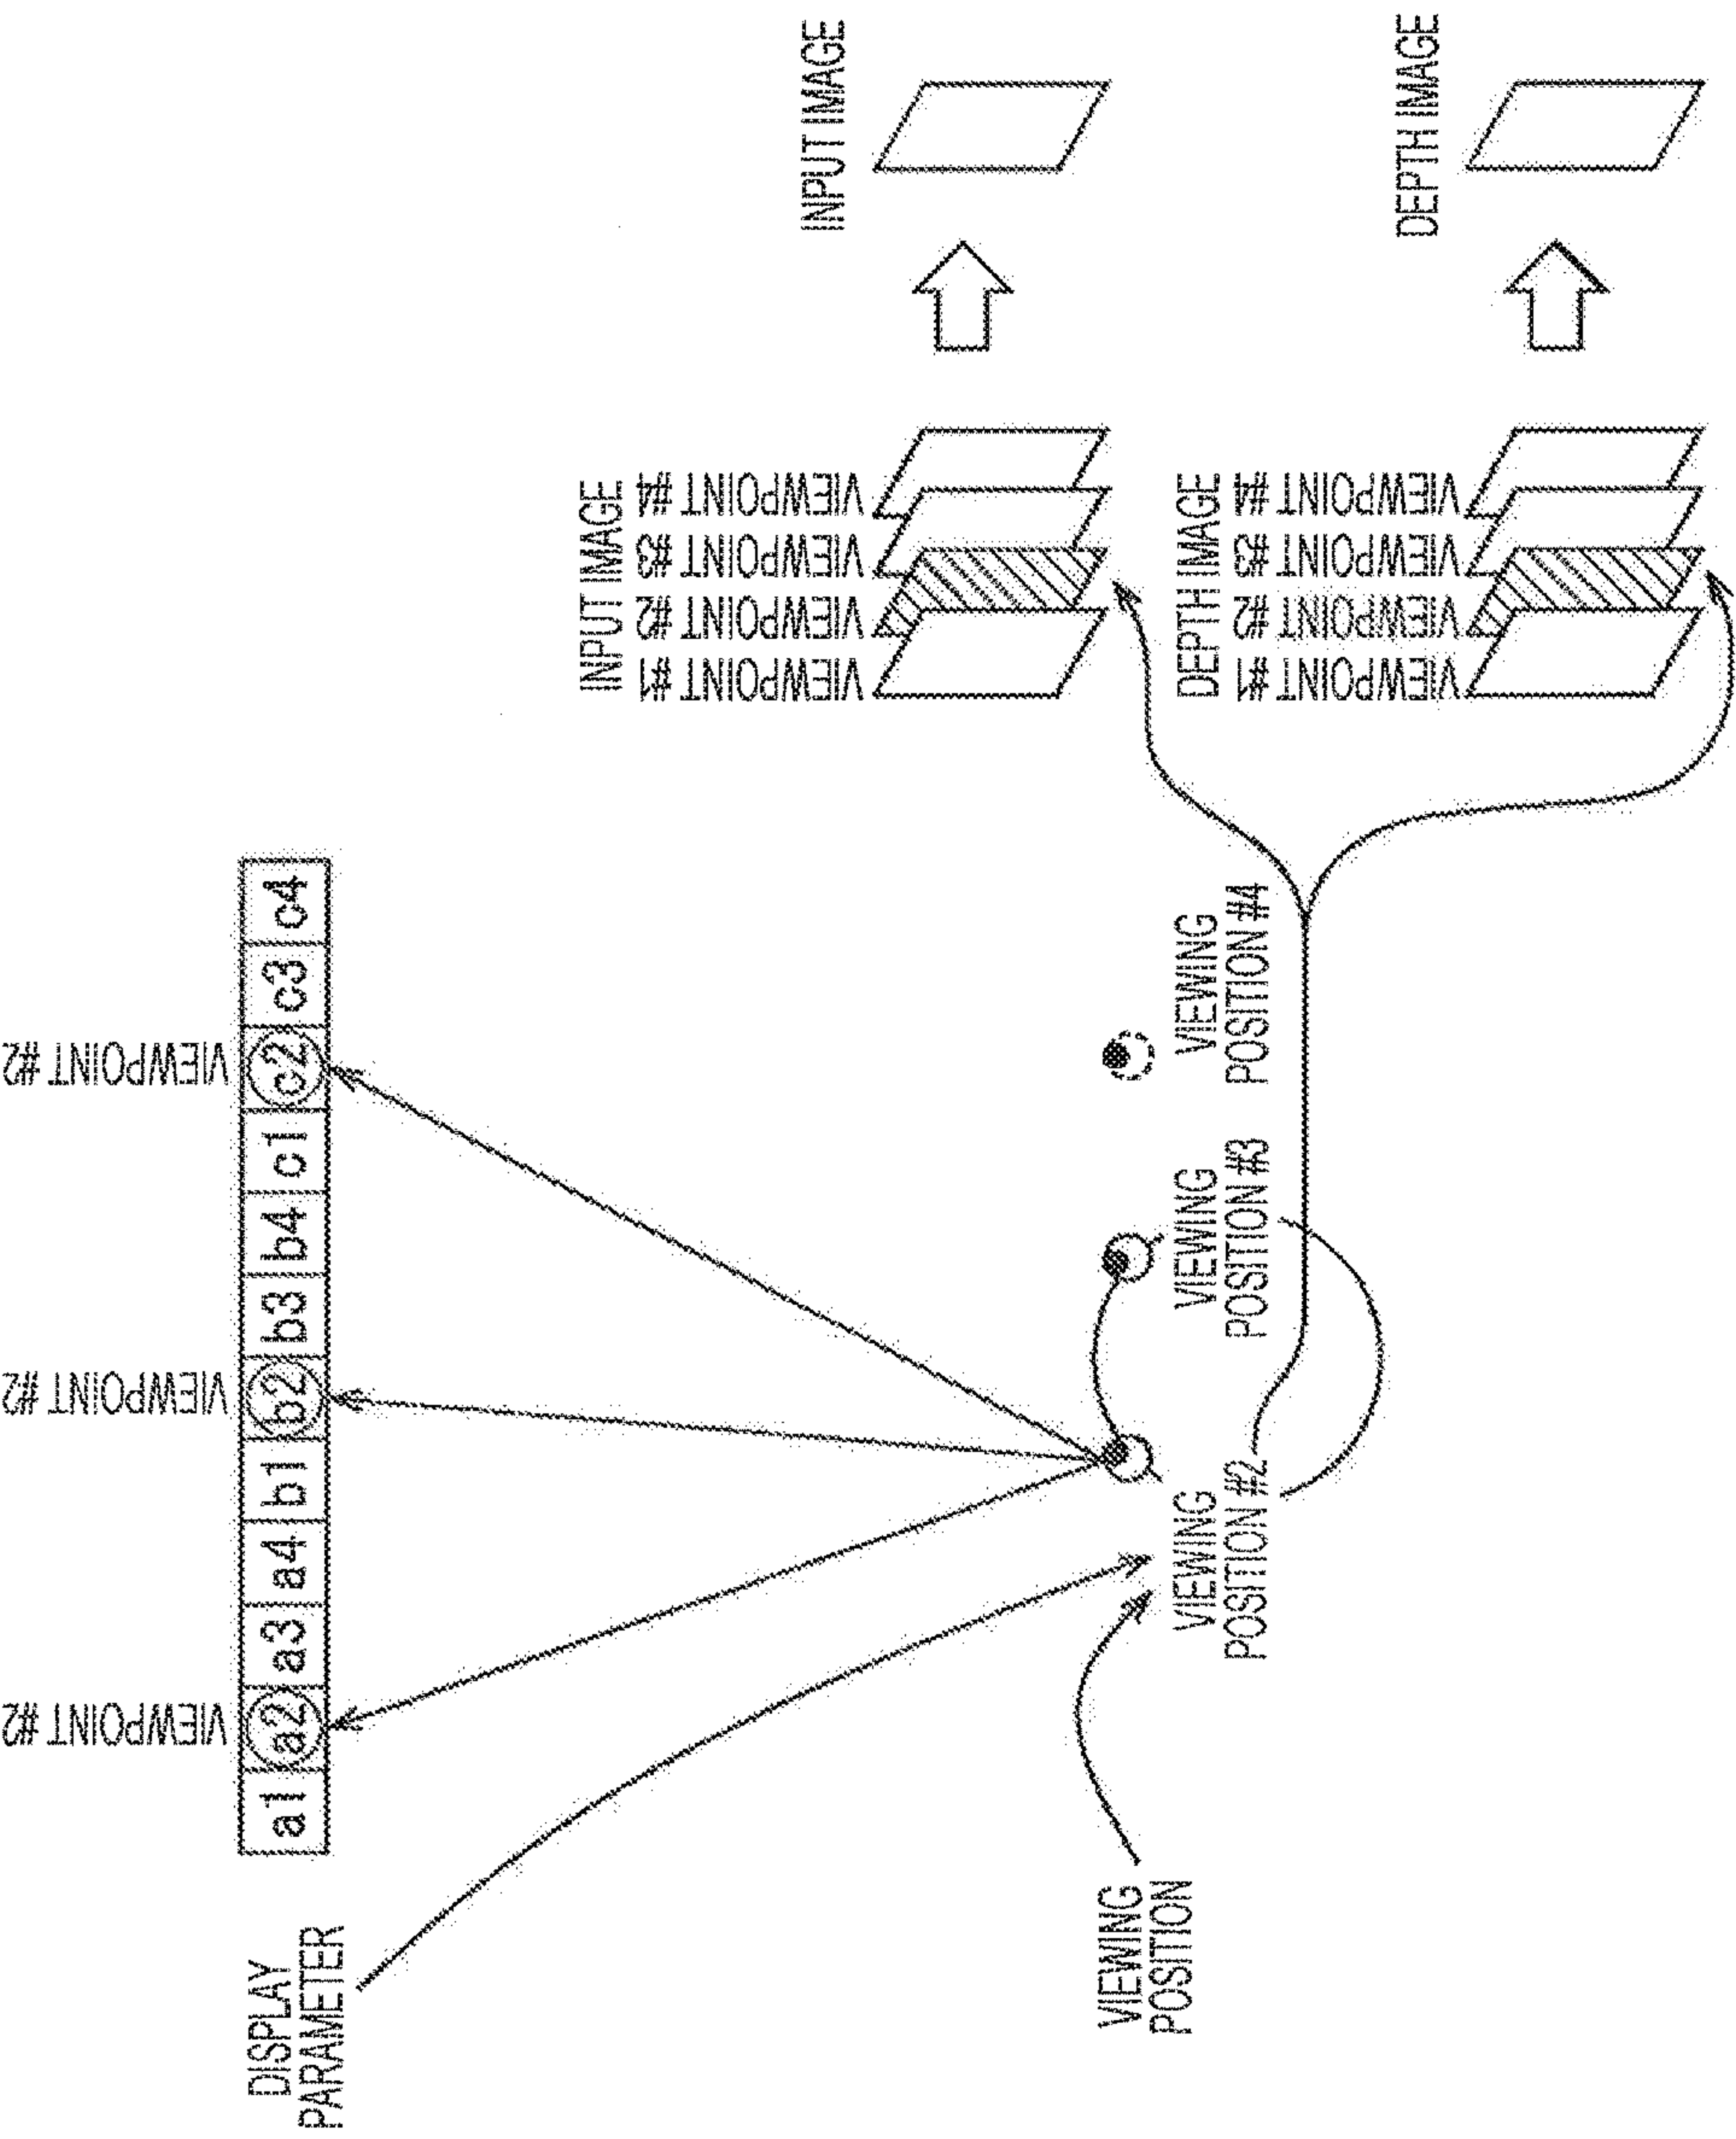 VIEWPOINT #2
VIEWPOINT #2
VIEWPOINT #2
a1 a2 a3 a4 b1 b2 b3 b4 c1 c2 c3 c4
DISPLAY
PARAMETER
VIEWING
POSITION
VIEWING
POSITION #2
VIEWING
POSITION #3
VIEWING
POSITION #4
INPUT IMAGE
VIEWPOINT #1
VIEWPOINT #2
VIEWPOINT #3
VIEWPOINT #4
INPUT IMAGE
DEPTH IMAGE
VIEWPOINT #1
VIEWPOINT #2
VIEWPOINT #3
VIEWPOINT #4
DEPTH IMAGE